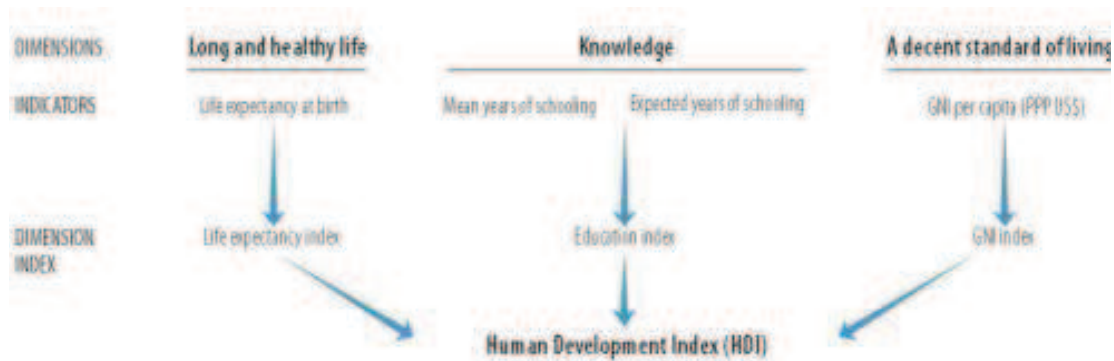 DIMENSIONS Long and healthy life Knowledge A decent standard of living
INDICATORS Life expectancy at birth Mean years of schooling Expected years of schooling GNI per capita (PPP US$)
DIMENSION Life expectancy index Education index GNI index
INDEX
Human Development Index (HDI)